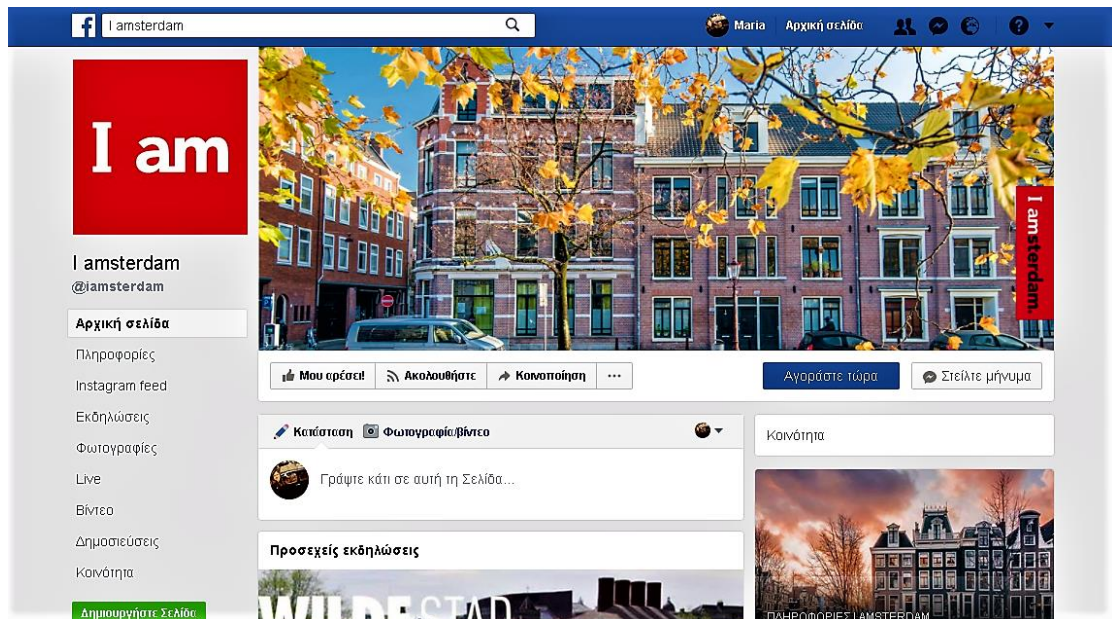 I amsterdam
Maria
Αρχική σελίδα
I am
I amsterdam.
I amsterdam
@iamsterdam
Αρχική σελίδα
Πληροφορίες
Instagram feed
Εκδηλώσεις
Φωτογραφίες
Live
Βίντεο
Δημοσιεύσεις
Κοινότητα
Δημιουργήστε Σελίδα
Μου αρέσει!
Ακολουθήστε
Κοινοποίηση
Αγοράστε τώρα
Στείλτε μήνυμα
Κατάσταση
Φωτογραφία/βίντεο
Γράψτε κάτι σε αυτή τη Σελίδα...
Προσεχείς εκδηλώσεις
WILDE STAD
Κοινότητα
ΠΛΗΡΟΦΟΡΙΕΣ I AMSTERDAM